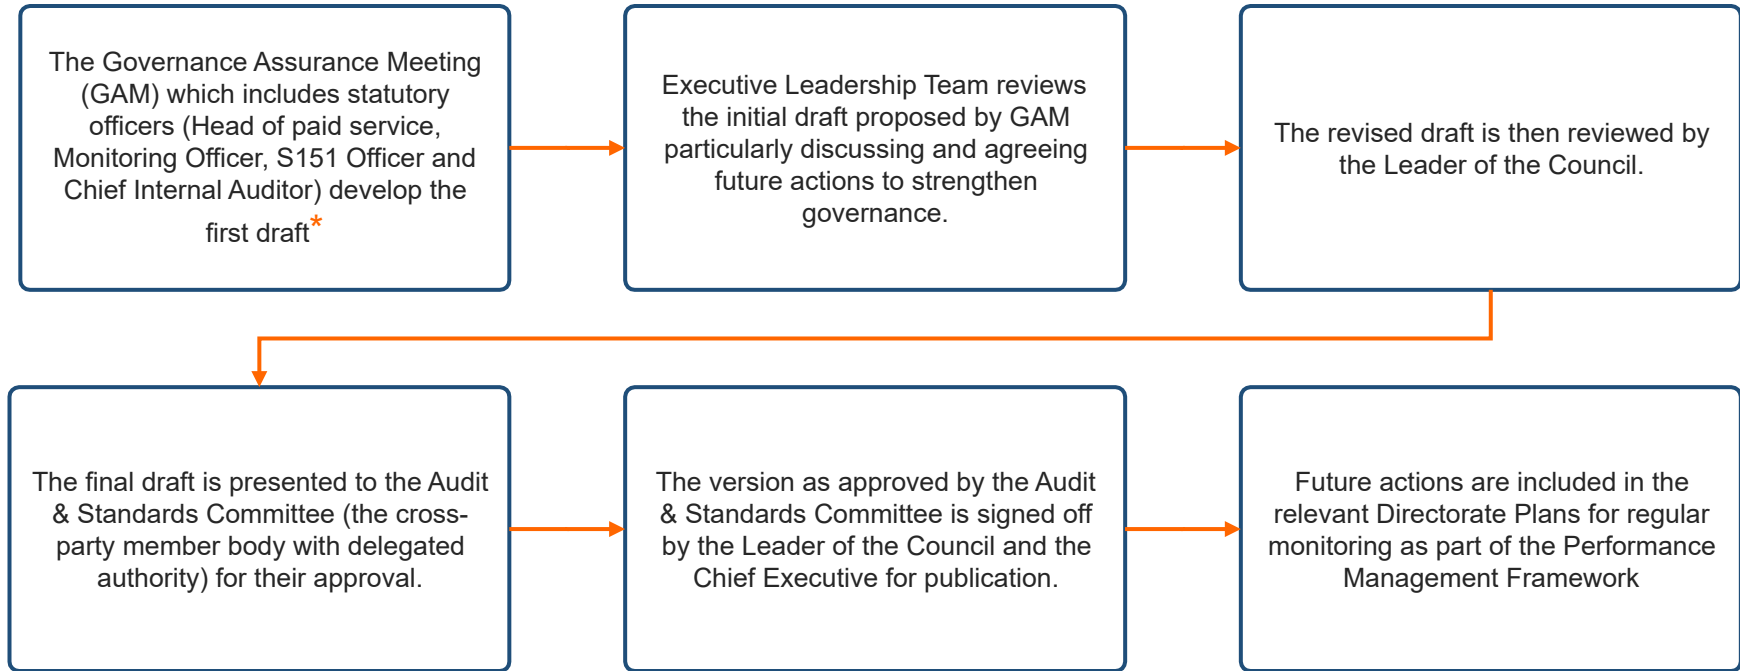 The Governance Assurance Meeting
(GAM) which includes statutory
officers (Head of paid service,
Monitoring Officer, S151 Officer and
Chief Internal Auditor) develop the
first draft*
Executive Leadership Team reviews
the initial draft proposed by GAM
particularly discussing and agreeing
future actions to strengthen
governance.
The revised draft is then reviewed by
the Leader of the Council.
The final draft is presented to the Audit
& Standards Committee (the cross-
party member body with delegated
authority) for their approval.
The version as approved by the Audit
& Standards Committee is signed off
by the Leader of the Council and the
Chief Executive for publication.
Future actions are included in the
relevant Directorate Plans for regular
monitoring as part of the Performance
Management Framework